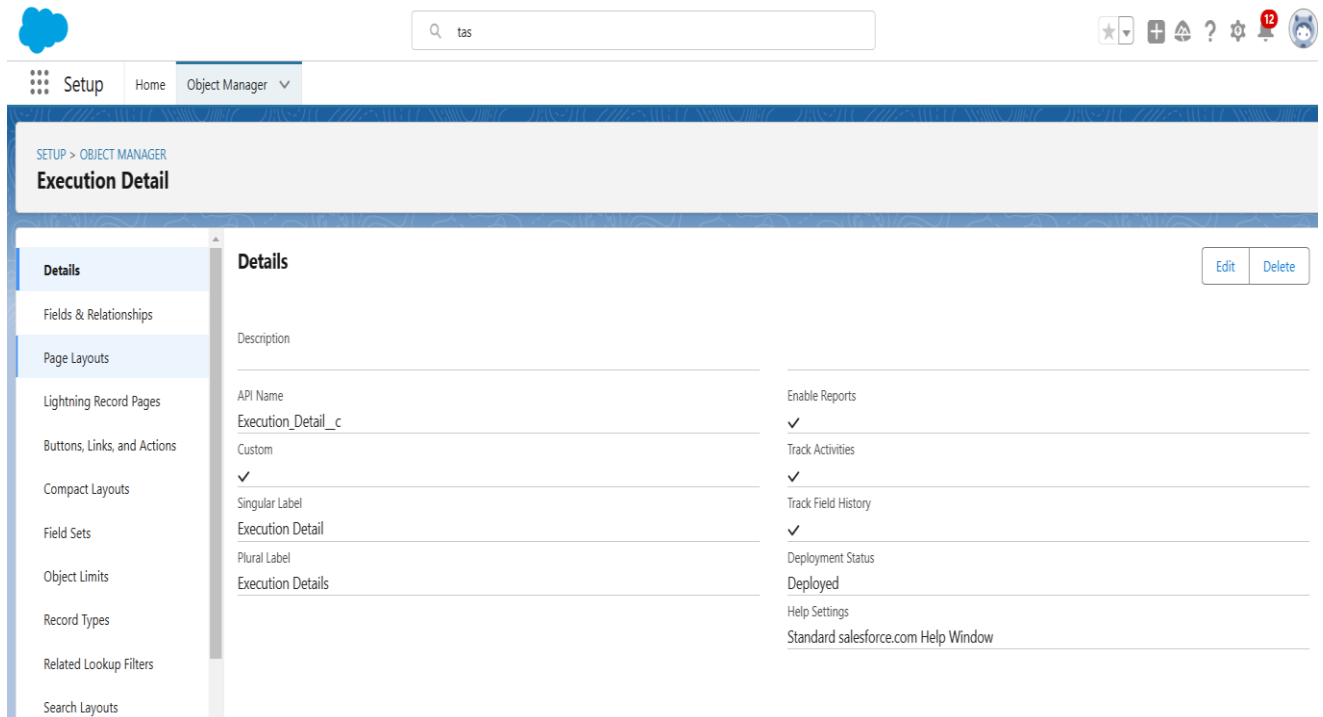 tas
12
Setup
Home
Object Manager
SETUP > OBJECT MANAGER
Execution Detail
Details
Fields & Relationships
Page Layouts
Lightning Record Pages
Buttons, Links, and Actions
Compact Layouts
Field Sets
Object Limits
Record Types
Related Lookup Filters
Search Layouts
Details
Edit
Delete
Description
API Name
Execution_Detail__c
Custom
Singular Label
Execution Detail
Plural Label
Execution Details
Enable Reports
Track Activities
Track Field History
Deployment Status
Deployed
Help Settings
Standard salesforce.com Help Window